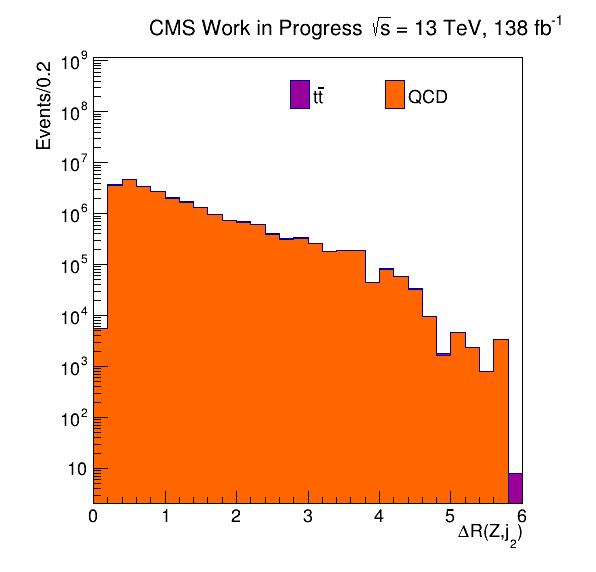 CMS Work in Progress √s = 13 TeV, 138 fb⁻¹
Events/0.2
tt̄
QCD
10⁹
10⁸
10⁷
10⁶
10⁵
10⁴
10³
10²
10
0 1 2 3 4 5 6
ΔR(Z,j₂)